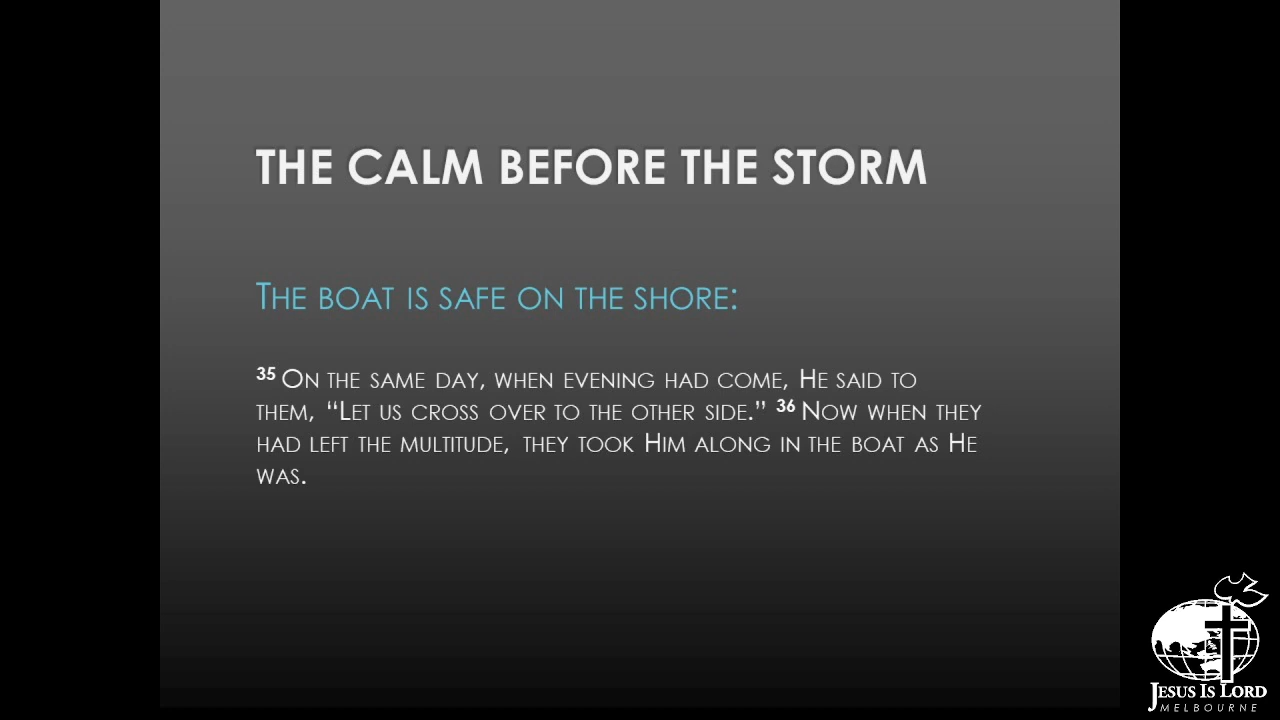 THE CALM BEFORE THE STORM
THE BOAT IS SAFE ON THE SHORE:
35 ON THE SAME DAY, WHEN EVENING HAD COME, HE SAID TO
THEM, “LET US CROSS OVER TO THE OTHER SIDE.” 36 NOW WHEN THEY
HAD LEFT THE MULTITUDE, THEY TOOK HIM ALONG IN THE BOAT AS HE
WAS.
JESUS IS LORD
MELBOURNE